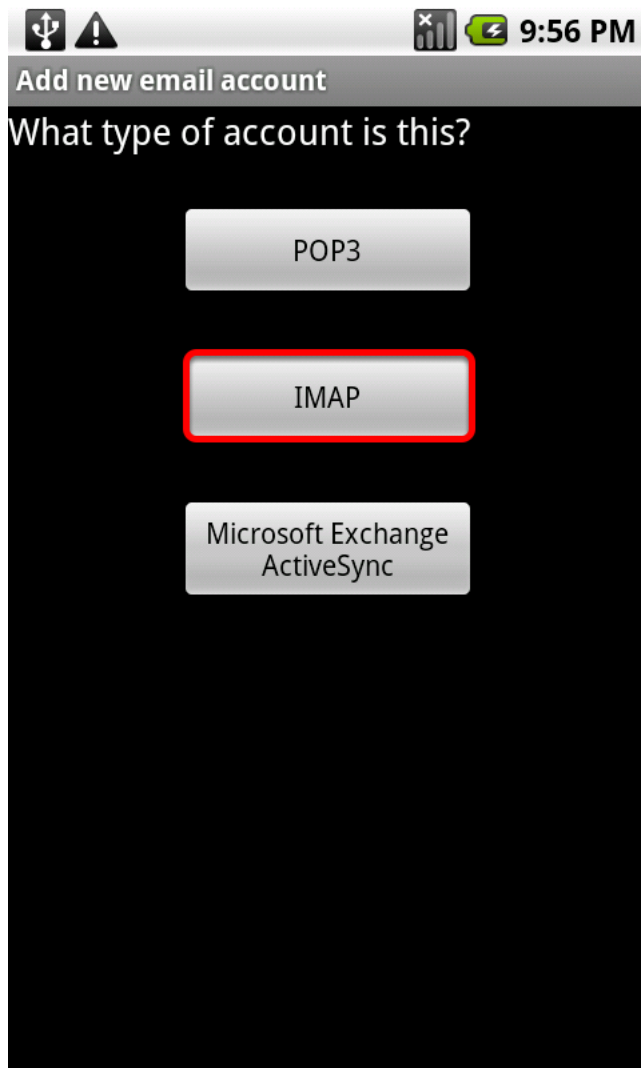 9:56 PM
Add new email account
What type of account is this?
POP3
IMAP
Microsoft Exchange
ActiveSync